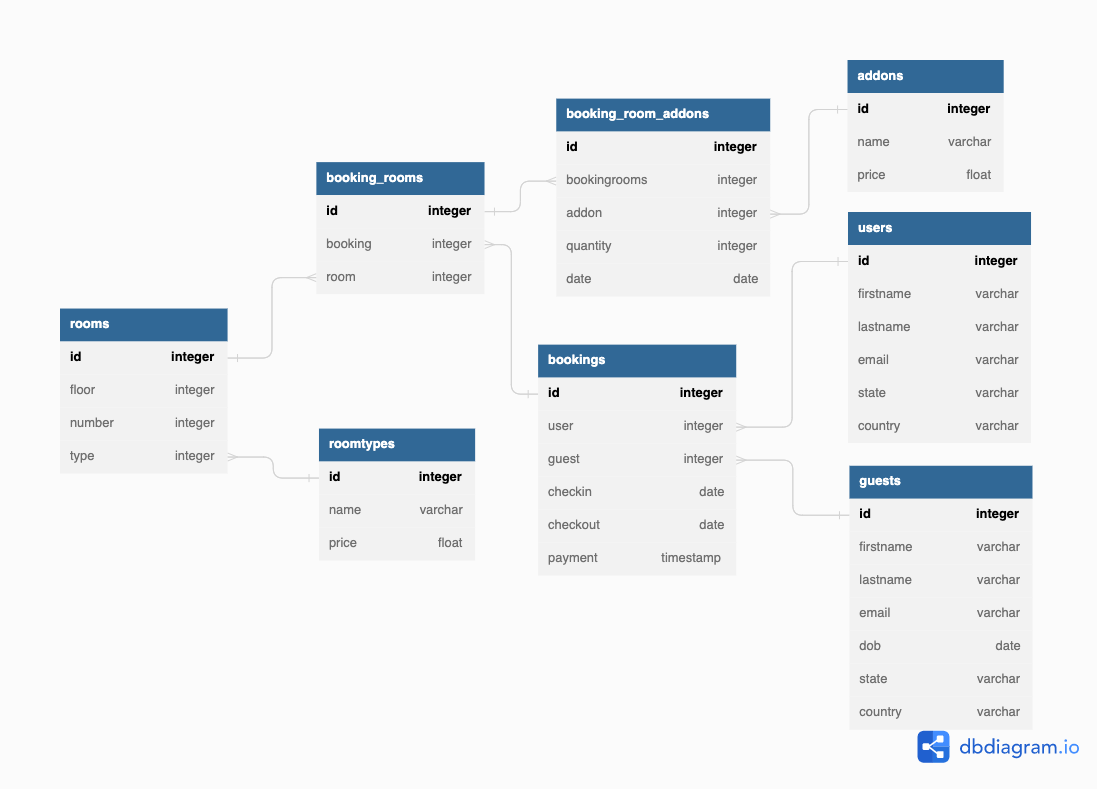 addons
id integer
name varchar
price float
booking_room_addons
id integer
bookingrooms integer
addon integer
quantity integer
date date
booking_rooms
id integer
booking integer
room integer
users
id integer
firstname varchar
lastname varchar
email varchar
state varchar
country varchar
rooms
id integer
floor integer
number integer
type integer
bookings
id integer
user integer
guest integer
checkin date
checkout date
payment timestamp
roomtypes
id integer
name varchar
price float
guests
id integer
firstname varchar
lastname varchar
email varchar
dob date
state varchar
country varchar
dbdiagram.io